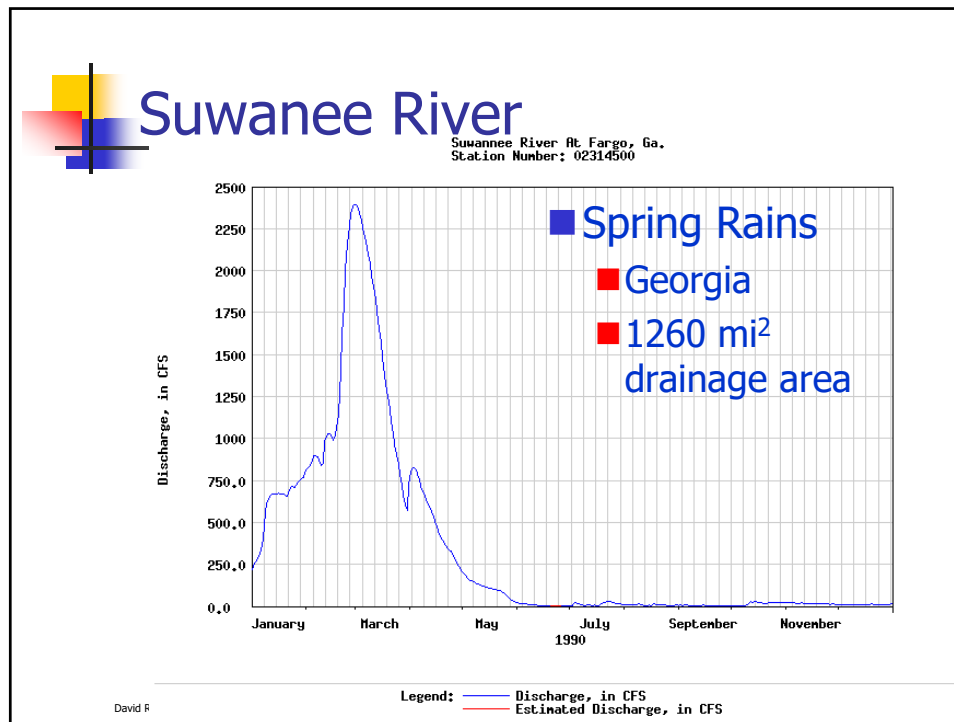 Suwanee River
Suwannee River At Fargo, Ga.
Station Number: 02314500
Spring Rains
Georgia
1260 mi²
drainage area
Discharge, in CFS
2500
2250
2000
1750
1500
1250
1000
750.0
500.0
250.0
0.0
January March May July September November
1990
Legend: Discharge, in CFS
Estimated Discharge, in CFS
David R